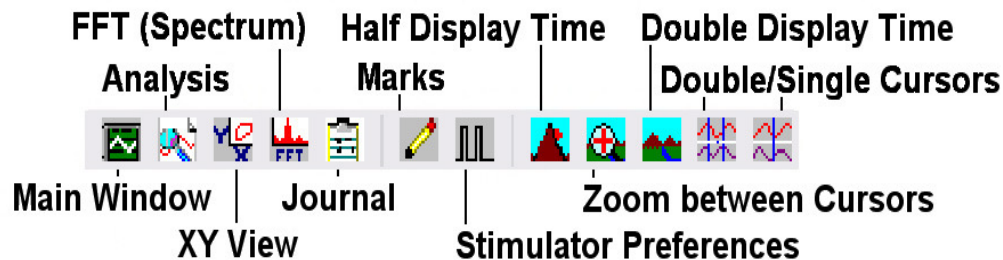 FFT (Spectrum) Half Display Time Double Display Time
Analysis Marks Double/Single Cursors
Y X FFT
Main Window Journal Zoom between Cursors
XY View Stimulator Preferences